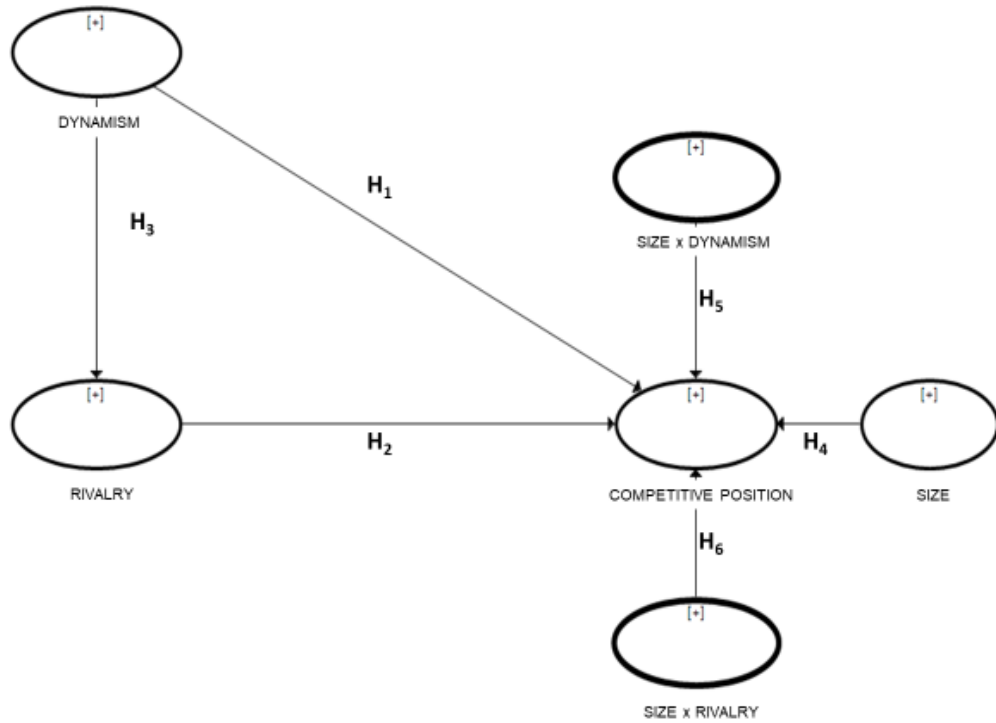 [+]
DYNAMISM
H₁
[+]
SIZE x DYNAMISM
H₃
H₅
[+]
RIVALRY
H₂
[+]
COMPETITIVE POSITION
H₄
[+]
SIZE
H₆
[+]
SIZE x RIVALRY